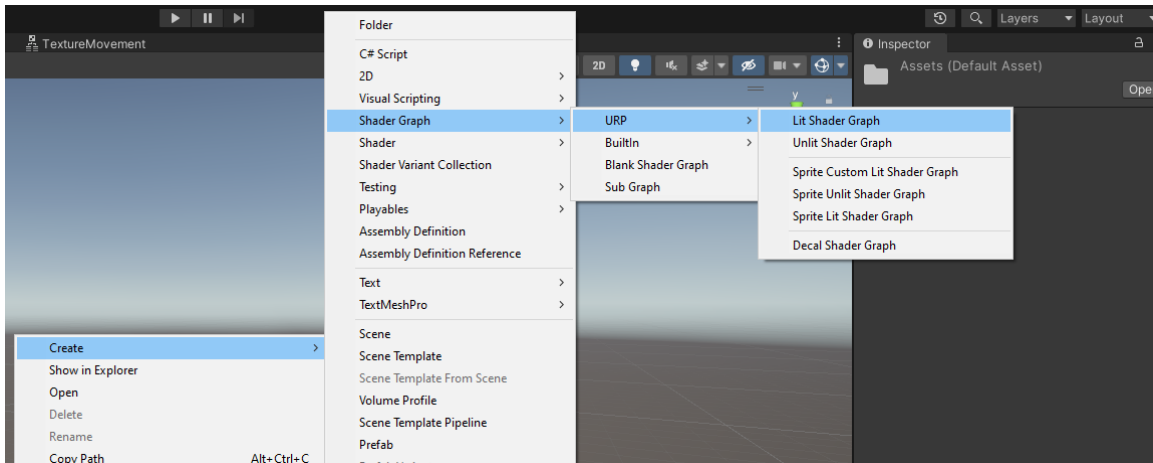 Layers
Layout
TextureMovement
Inspector
Assets (Default Asset)
2D
y
Create
Show in Explorer
Open
Delete
Rename
Copy Path Alt+Ctrl+C
Folder
C# Script
2D
Visual Scripting
Shader Graph
Shader
Shader Variant Collection
Testing
Playables
Assembly Definition
Assembly Definition Reference
Text
TextMeshPro
Scene
Scene Template
Scene Template From Scene
Volume Profile
Scene Template Pipeline
Prefab
URP
BuiltIn
Blank Shader Graph
Sub Graph
Lit Shader Graph
Unlit Shader Graph
Sprite Custom Lit Shader Graph
Sprite Unlit Shader Graph
Sprite Lit Shader Graph
Decal Shader Graph
Ope